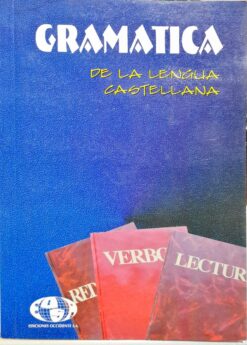 GRAMATICA
DE LA LENGUA
CASTELLANA
VERBO
LECTUR
EDICIONES OCCIDENTE S.A.